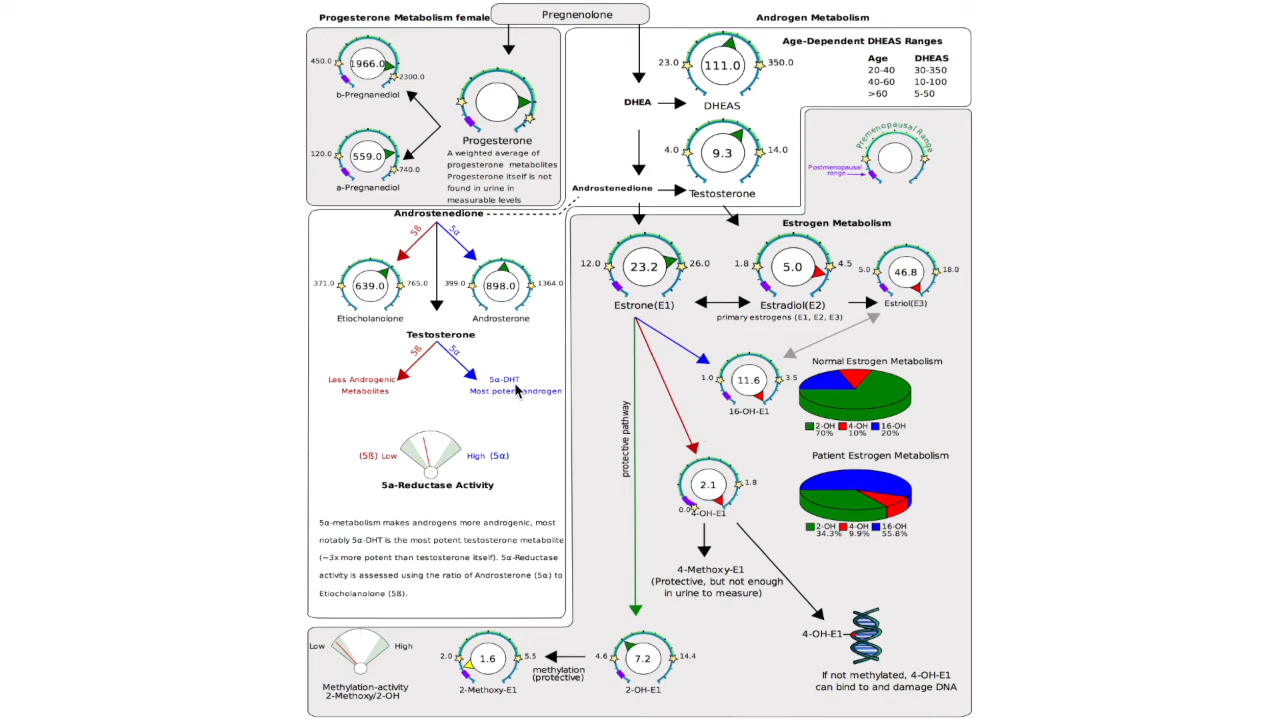 Pregnenolone
Progesterone Metabolism female
450.0
1966.0
2300.0
b-Pregnanediol
120.0
559.0
740.0
a-Pregnanediol
Progesterone
A weighted average of
progesterone metabolites
Progesterone itself is not
found in urine in
measurable levels
Androgen Metabolism
Age-Dependent DHEAS Ranges
Age DHEAS
20-40 30-350
40-60 10-100
>60 5-50
23.0
111.0
350.0
DHEA
DHEAS
4.0
9.3
14.0
Androstenedione
Testosterone
Premenopausal Range
Postmenopausal
range
Androstenedione
5ß
5α
371.0
639.0
765.0
Etiocholanolone
399.0
898.0
1364.0
Androsterone
Testosterone
5ß
5α
Less Androgenic
Metabolites
5α-DHT
Most potent androgen
(5ß) Low
High (5α)
5a-Reductase Activity
5α-metabolism makes androgens more androgenic, most
notably 5α-DHT is the most potent testosterone metabolite
(~3x more potent than testosterone itself). 5α-Reductase
activity is assessed using the ratio of Androsterone (5α) to
Etiocholanolone (5ß).
Estrogen Metabolism
12.0
23.2
26.0
Estrone(E1)
1.8
5.0
4.5
Estradiol(E2)
primary estrogens (E1, E2, E3)
5.0
46.8
18.0
Estriol(E3)
1.0
11.6
3.5
16-OH-E1
protective pathway
0.0
2.1
1.8
4-OH-E1
Normal Estrogen Metabolism
2-OH 4-OH 16-OH
70% 10% 20%
Patient Estrogen Metabolism
2-OH 4-OH 16-OH
34.3% 9.9% 55.8%
4-Methoxy-E1
(Protective, but not enough
in urine to measure)
4-OH-E1
If not methylated, 4-OH-E1
can bind to and damage DNA
4.6
7.2
14.4
2-OH-E1
methylation
(protective)
2.0
1.6
5.5
2-Methoxy-E1
Low
High
Methylation-activity
2-Methoxy/2-OH